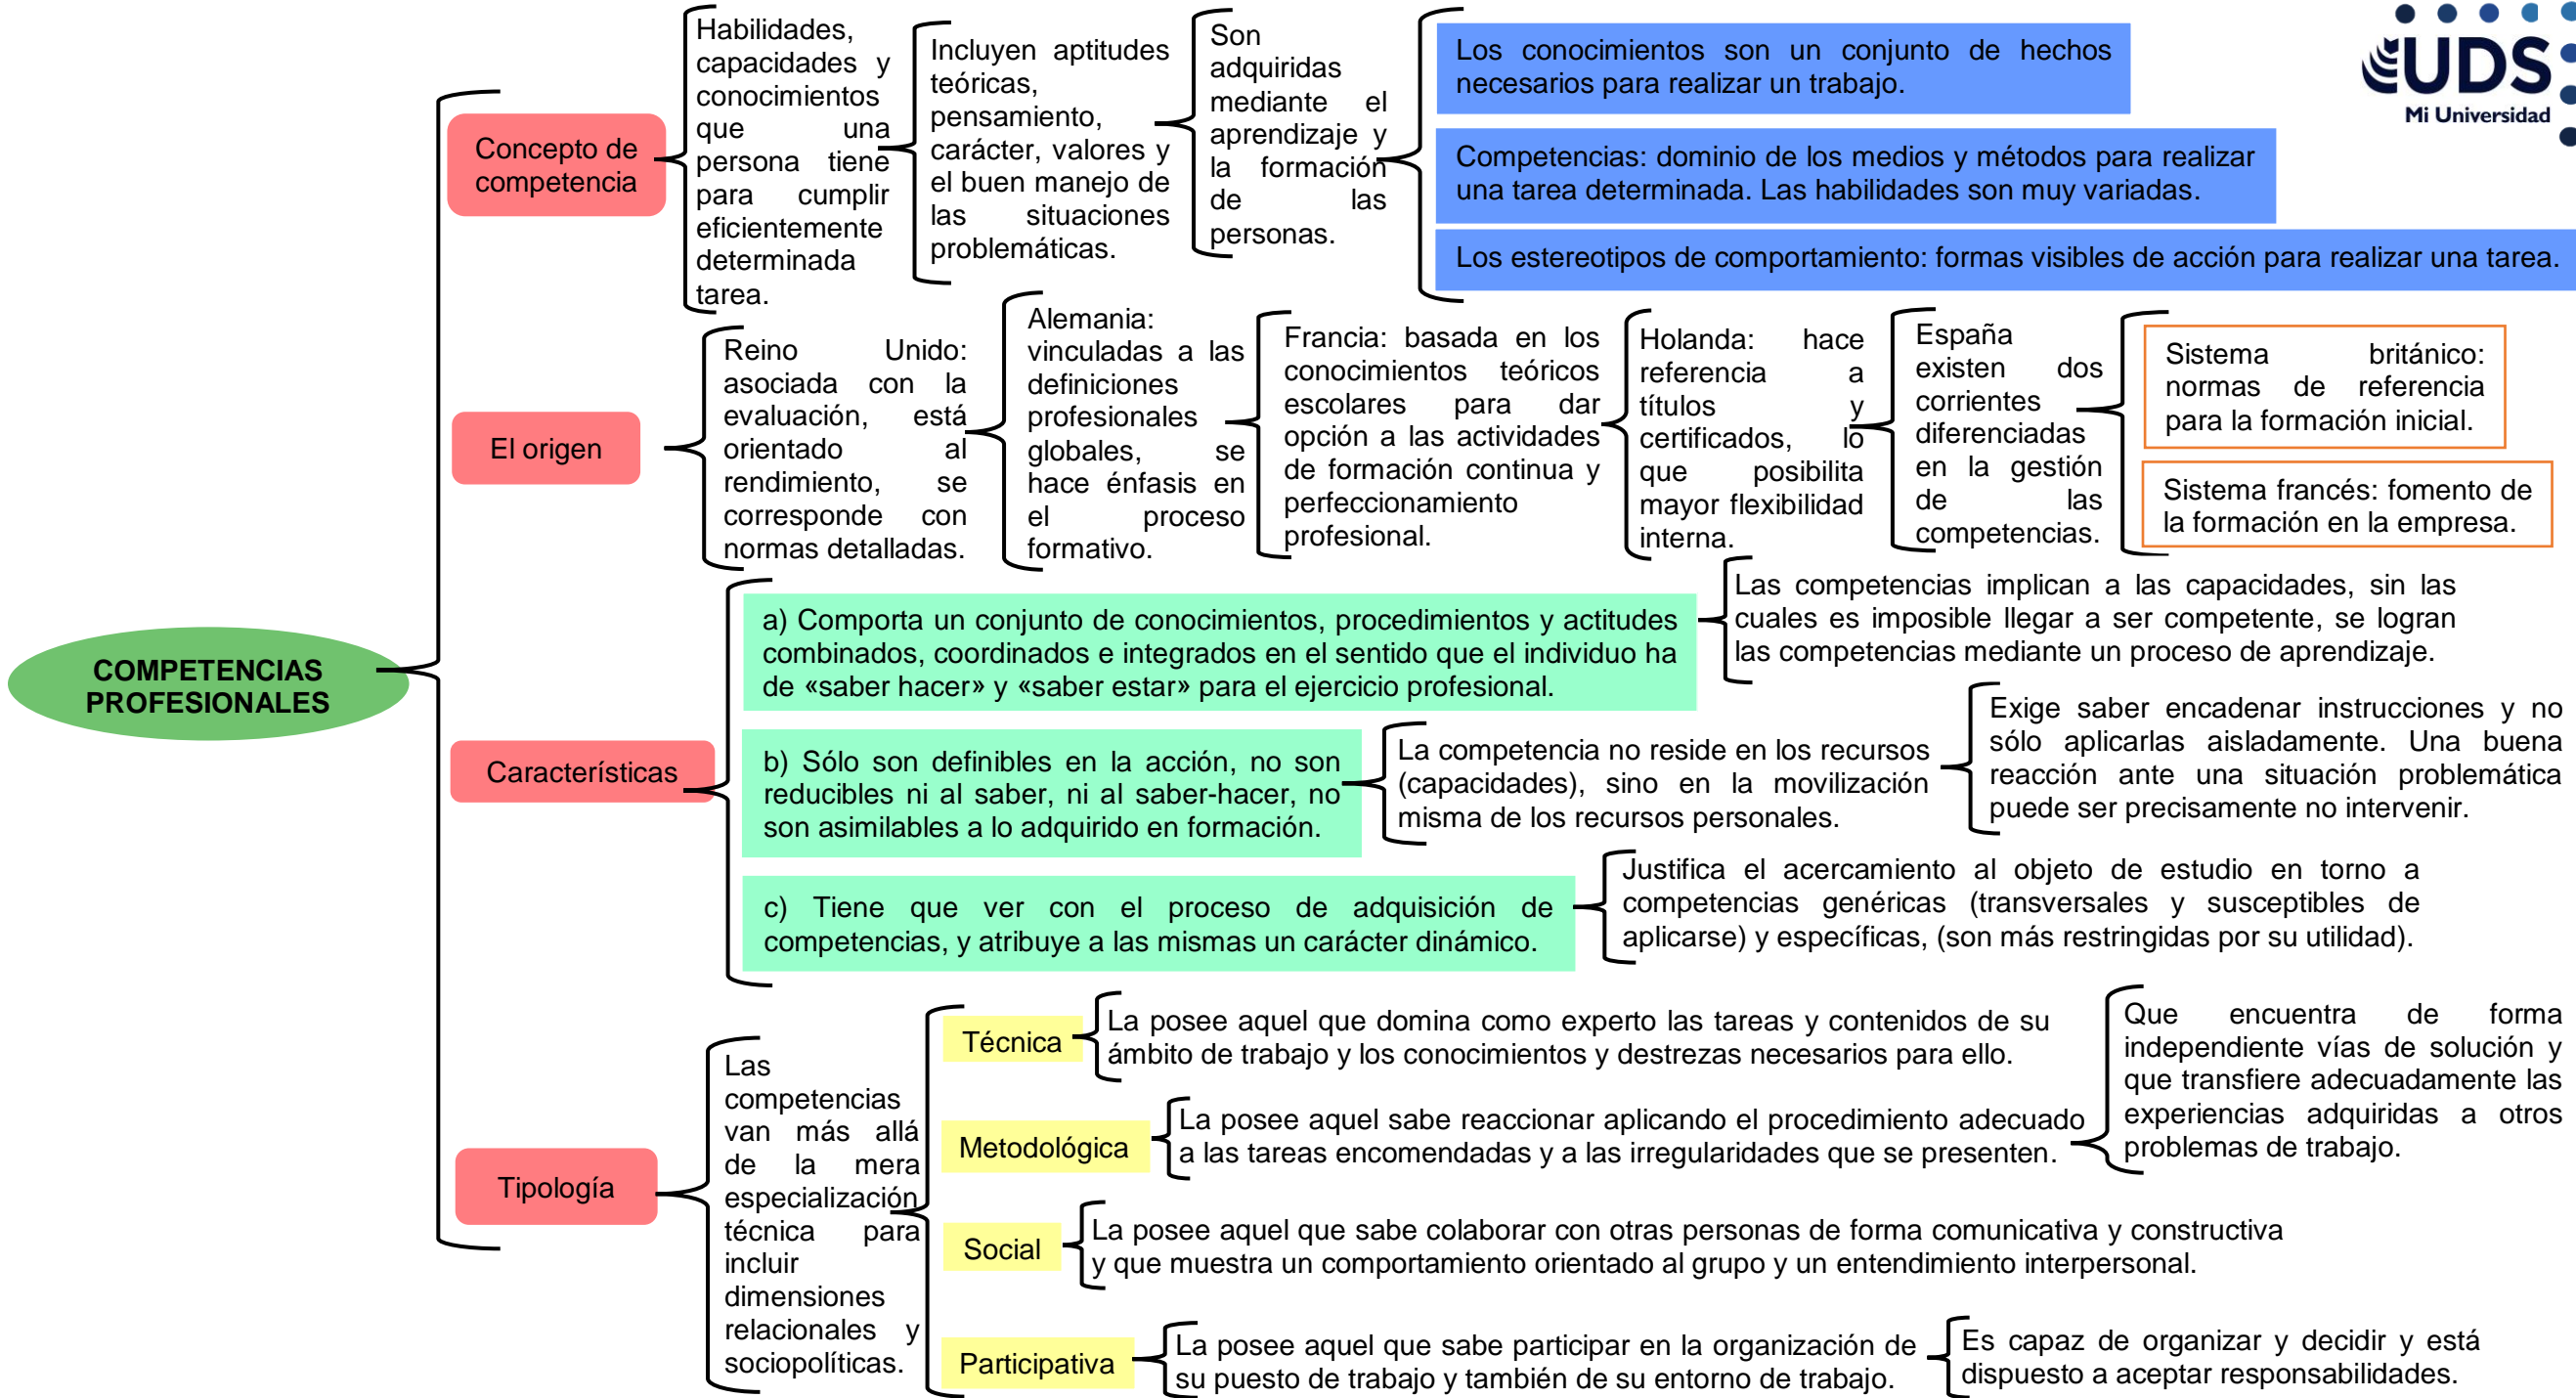 UDS
Mi Universidad
COMPETENCIAS
PROFESIONALES
Concepto de
competencia
Habilidades,
capacidades y
conocimientos
que una
persona tiene
para cumplir
eficientemente
determinada
tarea.
Incluyen aptitudes
teóricas,
pensamiento,
carácter, valores y
el buen manejo de
las situaciones
problemáticas.
Son
adquiridas
mediante el
aprendizaje y
la formación
de las
personas.
Los conocimientos son un conjunto de hechos
necesarios para realizar un trabajo.
Competencias: dominio de los medios y métodos para realizar
una tarea determinada. Las habilidades son muy variadas.
Los estereotipos de comportamiento: formas visibles de acción para realizar una tarea.
El origen
Reino Unido:
asociada con la
evaluación, está
orientado al
rendimiento, se
corresponde con
normas detalladas.
Alemania:
vinculadas a las
definiciones
profesionales
globales, se
hace énfasis en
el proceso
formativo.
Francia: basada en los
conocimientos teóricos
escolares para dar
opción a las actividades
de formación continua y
perfeccionamiento
profesional.
Holanda: hace
referencia a
títulos y
certificados, lo
que posibilita
mayor flexibilidad
interna.
España
existen dos
corrientes
diferenciadas
en la gestión
de las
competencias.
Sistema británico:
normas de referencia
para la formación inicial.
Sistema francés: fomento de
la formación en la empresa.
Características
a) Comporta un conjunto de conocimientos, procedimientos y actitudes
combinados, coordinados e integrados en el sentido que el individuo ha
de «saber hacer» y «saber estar» para el ejercicio profesional.
Las competencias implican a las capacidades, sin las
cuales es imposible llegar a ser competente, se logran
las competencias mediante un proceso de aprendizaje.
b) Sólo son definibles en la acción, no son
reducibles ni al saber, ni al saber-hacer, no
son asimilables a lo adquirido en formación.
La competencia no reside en los recursos
(capacidades), sino en la movilización
misma de los recursos personales.
Exige saber encadenar instrucciones y no
sólo aplicarlas aisladamente. Una buena
reacción ante una situación problemática
puede ser precisamente no intervenir.
c) Tiene que ver con el proceso de adquisición de
competencias, y atribuye a las mismas un carácter dinámico.
Justifica el acercamiento al objeto de estudio en torno a
competencias genéricas (transversales y susceptibles de
aplicarse) y específicas, (son más restringidas por su utilidad).
Tipología
Las
competencias
van más allá
de la mera
especialización
técnica para
incluir
dimensiones
relacionales y
sociopolíticas.
Técnica
La posee aquel que domina como experto las tareas y contenidos de su
ámbito de trabajo y los conocimientos y destrezas necesarios para ello.
Metodológica
La posee aquel sabe reaccionar aplicando el procedimiento adecuado
a las tareas encomendadas y a las irregularidades que se presenten.
Que encuentra de forma
independiente vías de solución y
que transfiere adecuadamente las
experiencias adquiridas a otros
problemas de trabajo.
Social
La posee aquel que sabe colaborar con otras personas de forma comunicativa y constructiva
y que muestra un comportamiento orientado al grupo y un entendimiento interpersonal.
Participativa
La posee aquel que sabe participar en la organización de
su puesto de trabajo y también de su entorno de trabajo.
Es capaz de organizar y decidir y está
dispuesto a aceptar responsabilidades.